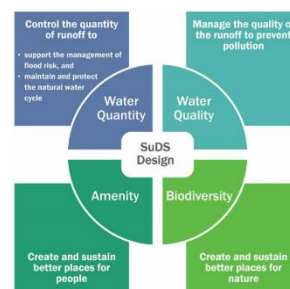 Control the quantity
of runoff to
• support the management of
flood risk, and
• maintain and protect
the natural water
cycle
Manage the quality of
the runoff to prevent
pollution
Water
Quantity
Water
Quality
SuDS
Design
Amenity
Biodiversity
Create and sustain
better places for
people
Create and sustain
better places for
nature